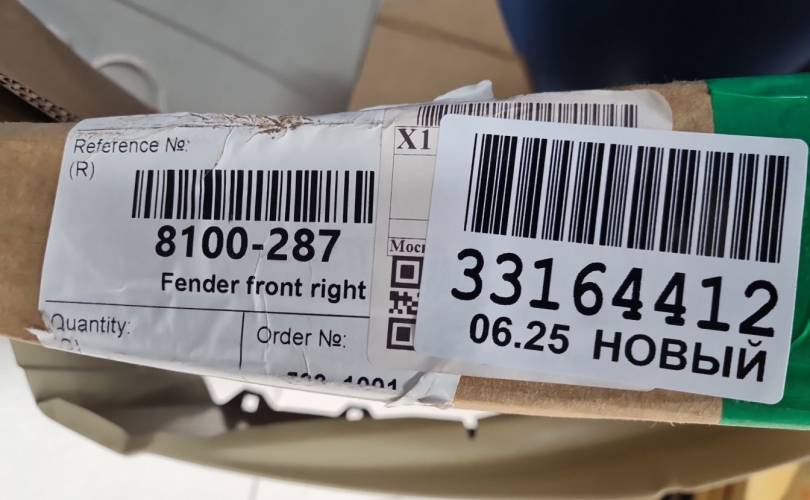 Reference №:
(R)
8100-287
Fender front right
Quantity:
Order №:
X1
33164412
06.25 НОВЫЙ